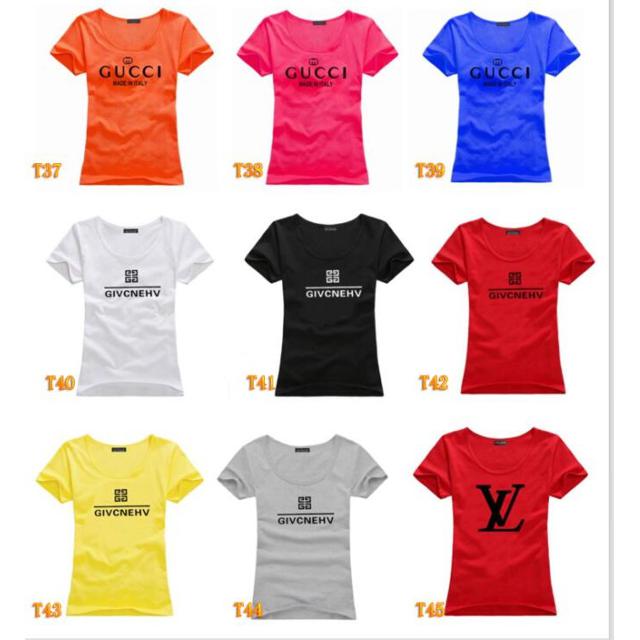 GUCCI
MADE IN ITALY
T37
GUCCI
MADE IN ITALY
T38
GUCCI
MADE IN ITALY
T39
GIVCNEHV
T40
GIVCNEHV
T41
GIVCNEHV
T42
GIVCNEHV
T43
GIVCNEHV
T44
LV
T45